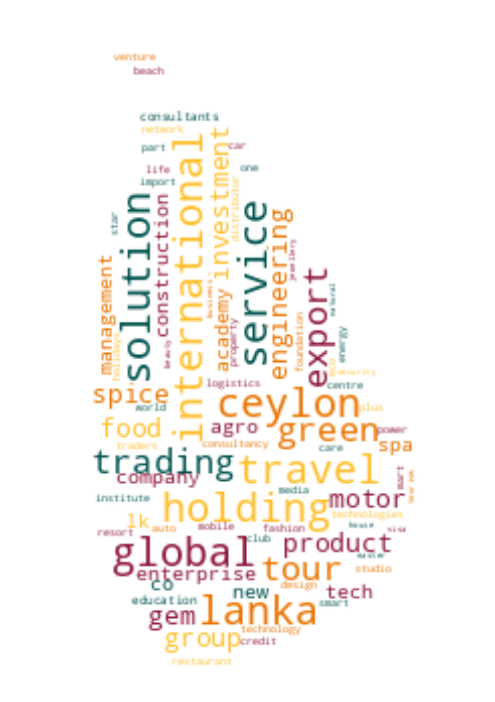 venture
beach
consultants
network
part
car
life
one
import
international
investment
distributor
star
solution
construction
service
engineering
jewellery
management
holidays
beauty
business
academy
property
export
natural
energy
foundation
eco
security
logistics
centre
spice
world
ceylon
plus
food
agro
green
power
traders
consultancy
care
spa
trading
travel
company
mart
tourism
media
institute
holding
motor
lk
auto
mobile
fashion
technologies
house
visa
resort
club
global
product
master
enterprise
tour
studio
co
new
design
tech
education
smart
gem
lanka
group
technology
credit
restaurant